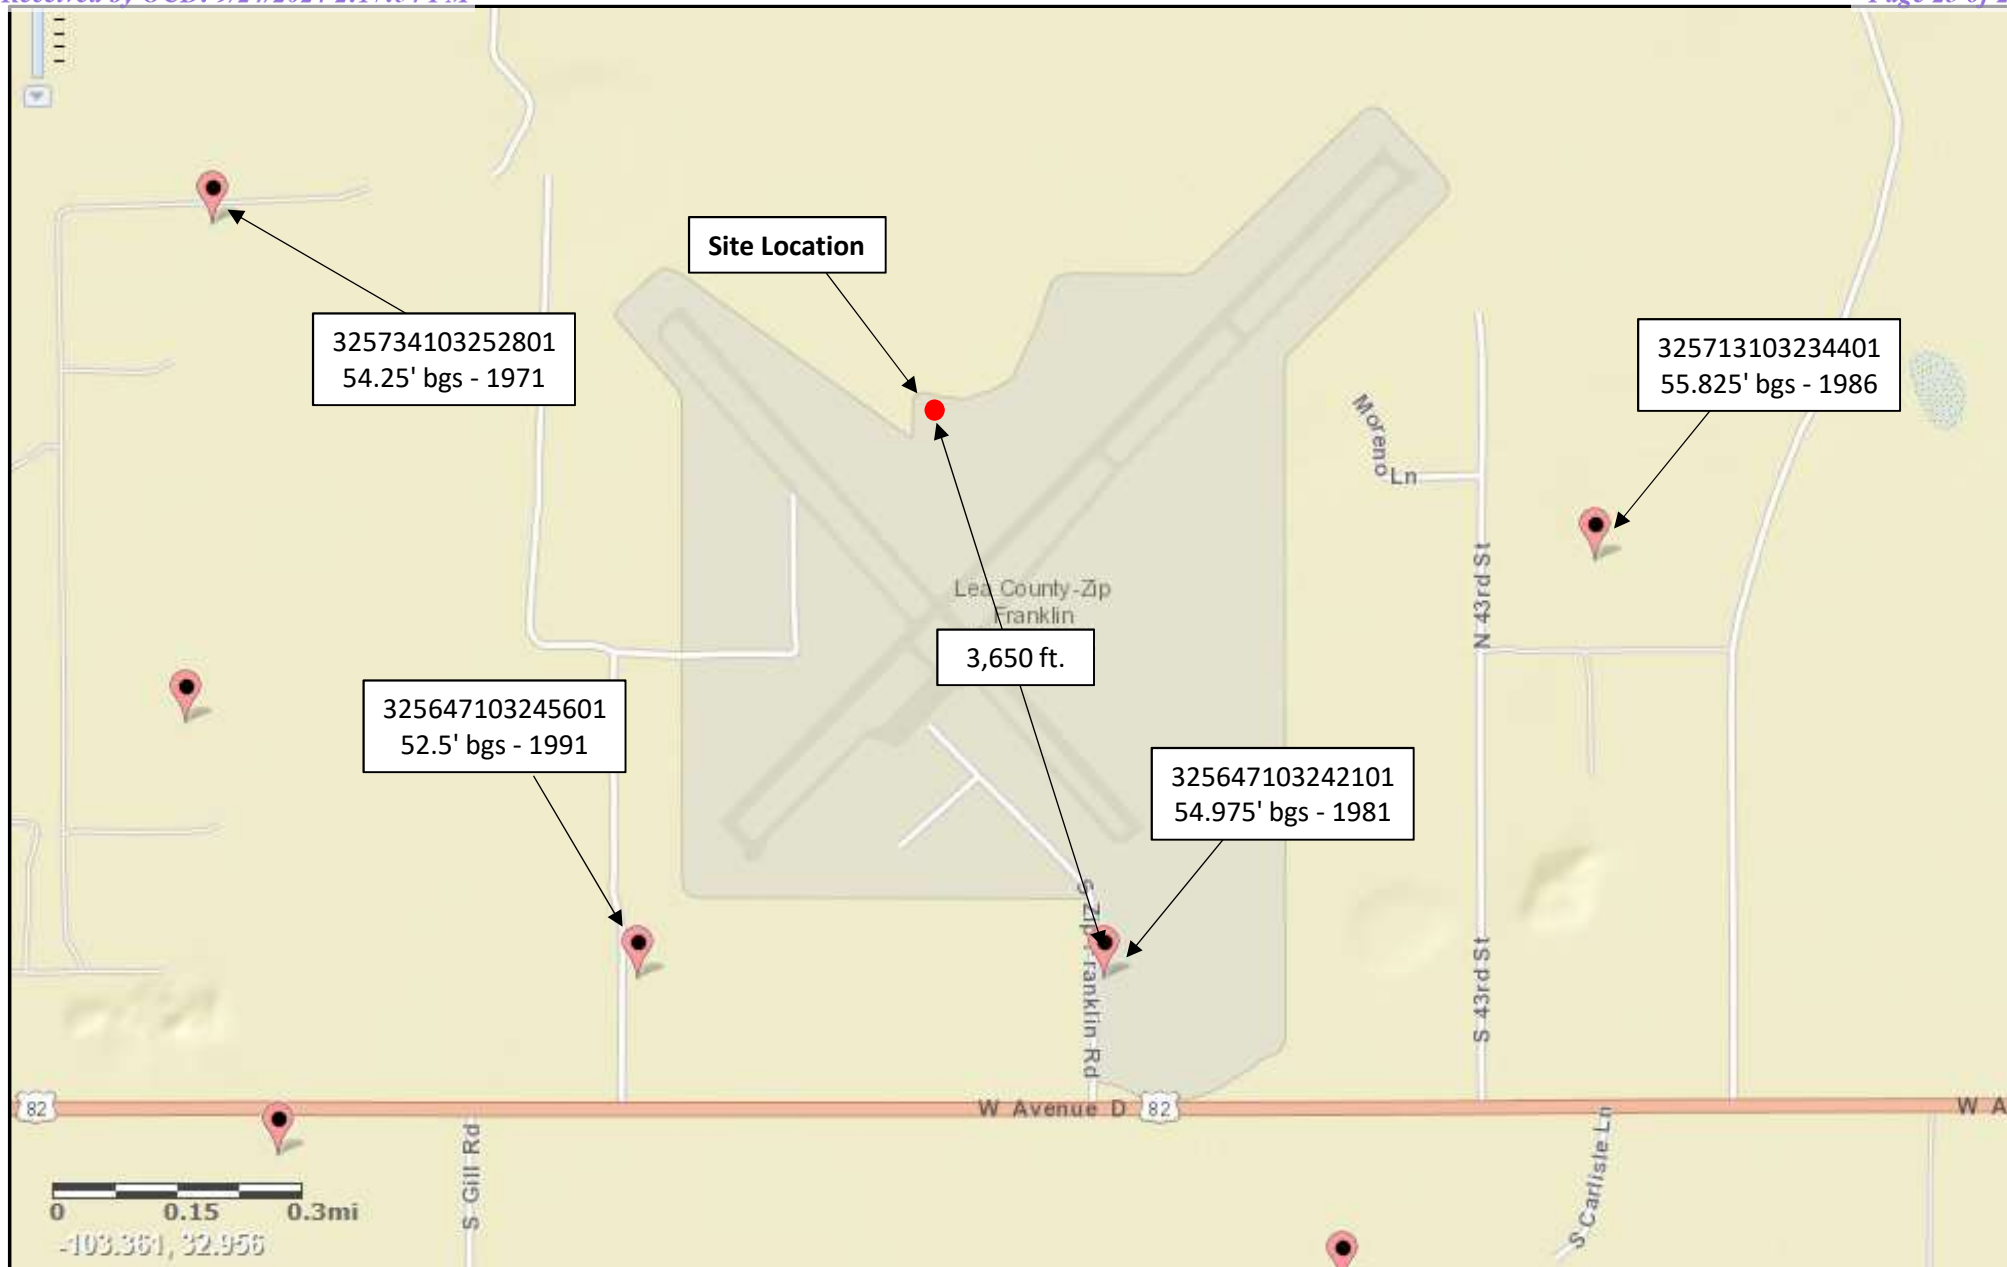 Site Location
325734103252801
54.25' bgs - 1971
325713103234401
55.825' bgs - 1986
Moreno Ln
N 43rd St
Lea County-Zip
Franklin
3,650 ft.
325647103245601
52.5' bgs - 1991
325647103242101
54.975' bgs - 1981
S Zip Franklin Rd
S 43rd St
82
W Avenue D
82
W A
S Gill Rd
S Carlisle Ln
0 0.15 0.3mi
-103.361, 32.956